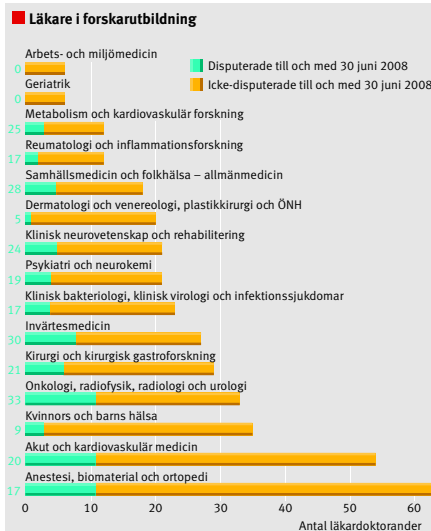 Läkare i forskarutbildning
Arbets- och miljömedicin
0
Disputerade till och med 30 juni 2008
Geriatrik
0
Icke-disputerade till och med 30 juni 2008
Metabolism och kardiovaskulär forskning
25
Reumatologi och inflammationsforskning
17
Samhällsmedicin och folkhälsa – allmänmedicin
28
Dermatologi och venereologi, plastikkirurgi och ÖNH
5
Klinisk neurovetenskap och rehabilitering
24
Psykiatri och neurokemi
19
Klinisk bakteriologi, klinisk virologi och infektionssjukdomar
17
Invärtesmedicin
30
Kirurgi och kirurgisk gastroforskning
21
Onkologi, radiofysik, radiologi och urologi
33
Kvinnors och barns hälsa
9
Akut och kardiovaskulär medicin
20
Anestesi, biomaterial och ortopedi
17
0 10 20 30 40 50 60
Antal läkardoktorander